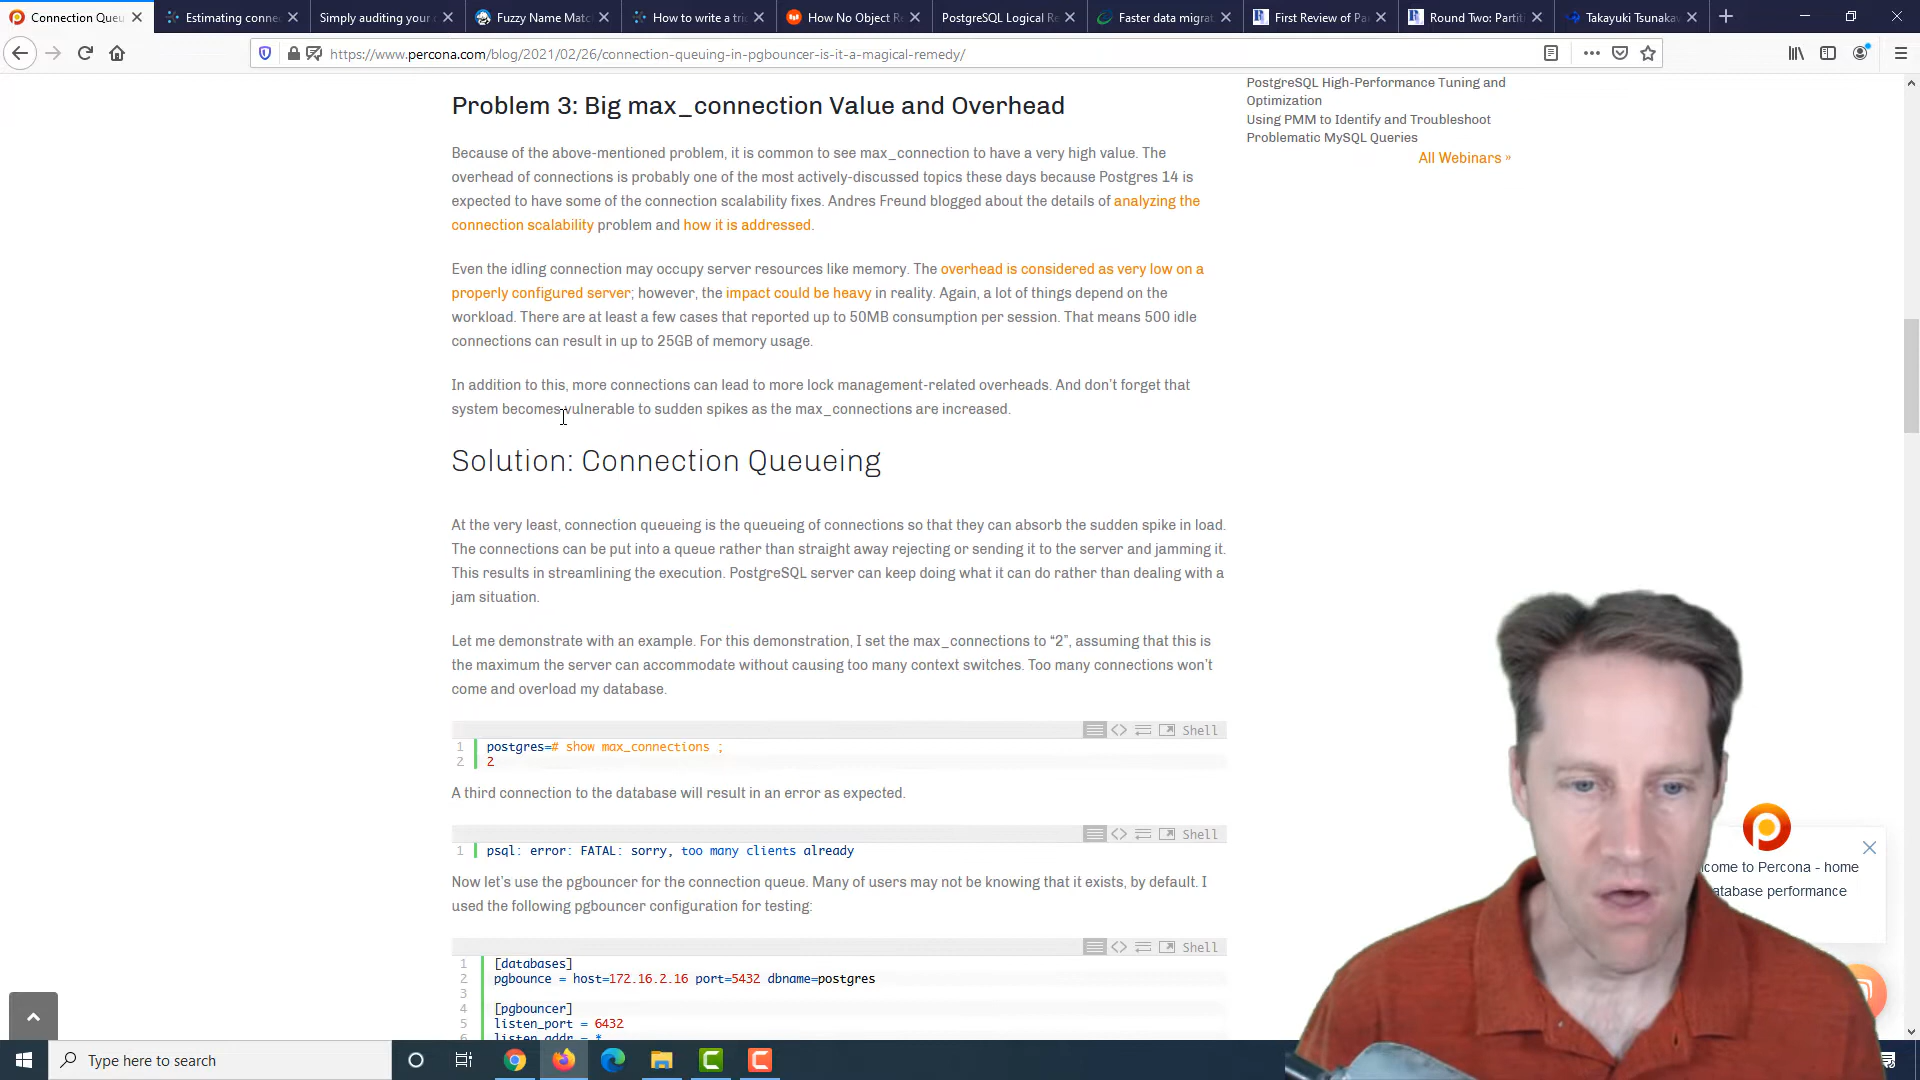 Connection Queu
Estimating conne
Simply auditing your
Fuzzy Name Matc
How to write a tri
How No Object R
PostgreSQL Logical Re
Faster data migrat
First Review of Pa
Round Two: Partiti
Takayuki Tsunakaw
https://www.percona.com/blog/2021/02/26/connection-queuing-in-pgbouncer-is-it-a-magical-remedy/
PostgreSQL High-Performance Tuning and
Optimization
Using PMM to Identify and Troubleshoot
Problematic MySQL Queries
All Webinars »
Problem 3: Big max_connection Value and Overhead
Because of the above-mentioned problem, it is common to see max_connection to have a very high value. The
overhead of connections is probably one of the most actively-discussed topics these days because Postgres 14 is
expected to have some of the connection scalability fixes. Andres Freund blogged about the details of analyzing the
connection scalability problem and how it is addressed.
Even the idling connection may occupy server resources like memory. The overhead is considered as very low on a
properly configured server; however, the impact could be heavy in reality. Again, a lot of things depend on the
workload. There are at least a few cases that reported up to 50MB consumption per session. That means 500 idle
connections can result in up to 25GB of memory usage.
In addition to this, more connections can lead to more lock management-related overheads. And don’t forget that
system becomes vulnerable to sudden spikes as the max_connections are increased.
Solution: Connection Queueing
At the very least, connection queueing is the queueing of connections so that they can absorb the sudden spike in load.
The connections can be put into a queue rather than straight away rejecting or sending it to the server and jamming it.
This results in streamlining the execution. PostgreSQL server can keep doing what it can do rather than dealing with a
jam situation.
Let me demonstrate with an example. For this demonstration, I set the max_connections to “2”, assuming that this is
the maximum the server can accommodate without causing too many context switches. Too many connections won’t
come and overload my database.
Shell
1 postgres=# show max_connections ;
2 2
A third connection to the database will result in an error as expected.
Shell
1 psql: error: FATAL: sorry, too many clients already
Now let’s use the pgbouncer for the connection queue. Many of users may not be knowing that it exists, by default. I
used the following pgbouncer configuration for testing:
Shell
1 [databases]
2 pgbounce = host=172.16.2.16 port=5432 dbname=postgres
3
4 [pgbouncer]
5 listen_port = 6432
6 listen_addr = *
come to Percona - home
atabase performance
Type here to search